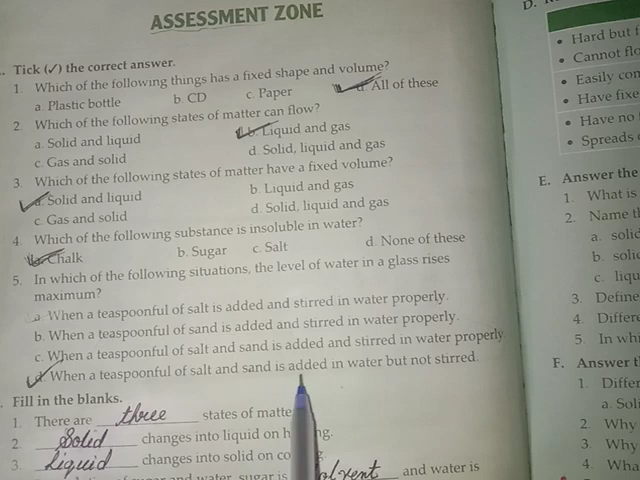 ASSESSMENT ZONE
Tick (✓) the correct answer.
1. Which of the following things has a fixed shape and volume?
a. Plastic bottle b. CD c. Paper d. All of these
2. Which of the following states of matter can flow?
a. Solid and liquid b. Liquid and gas
c. Gas and solid d. Solid, liquid and gas
3. Which of the following states of matter have a fixed volume?
a. Solid and liquid b. Liquid and gas
c. Gas and solid d. Solid, liquid and gas
4. Which of the following substance is insoluble in water?
a. Chalk b. Sugar c. Salt d. None of these
5. In which of the following situations, the level of water in a glass rises
maximum?
a. When a teaspoonful of salt is added and stirred in water properly.
b. When a teaspoonful of sand is added and stirred in water properly.
c. When a teaspoonful of salt and sand is added and stirred in water properly.
d. When a teaspoonful of salt and sand is added in water but not stirred.
Fill in the blanks.
1. There are three states of matte
2. Solid changes into liquid on h ng.
3. Liquid changes into solid on co g.
and water, sugar is olvent and water is
D.
• Hard but f
• Cannot flo
• Easily con
• Have fixe
• Have no
• Spreads
E. Answer the
1. What is
2. Name th
a. solid
b. soli
c. liqu
3. Define
4. Differe
5. In whi
F. Answer t
1. Differ
a. Soli
2. Why
3. Why
4. Wha